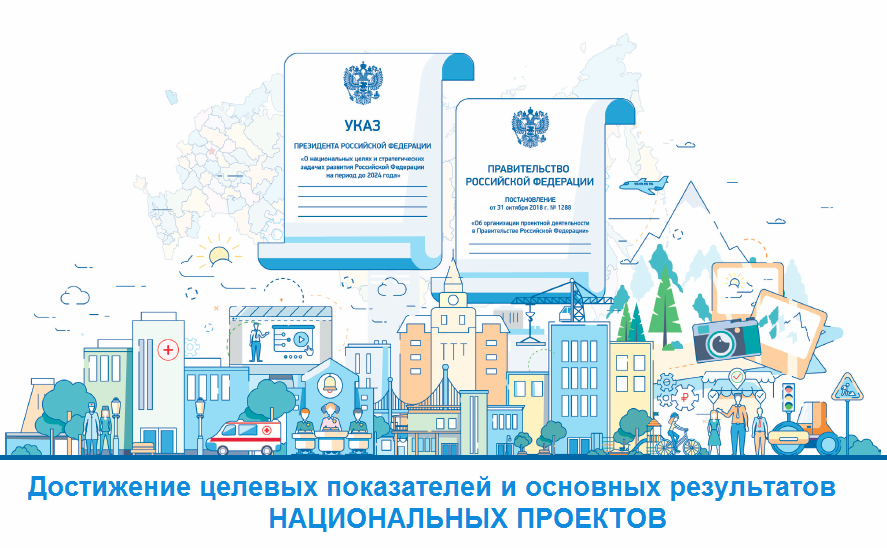 УКАЗ
ПРЕЗИДЕНТА РОССИЙСКОЙ ФЕДЕРАЦИИ
«О национальных целях и стратегических
задачах развития Российской Федерации
на период до 2024 года»
ПРАВИТЕЛЬСТВО
РОССИЙСКОЙ ФЕДЕРАЦИИ
ПОСТАНОВЛЕНИЕ
от 31 октября 2018 г. № 1288
«Об организации проектной деятельности
в Правительстве Российской Федерации»
₽
Достижение целевых показателей и основных результатов
НАЦИОНАЛЬНЫХ ПРОЕКТОВ